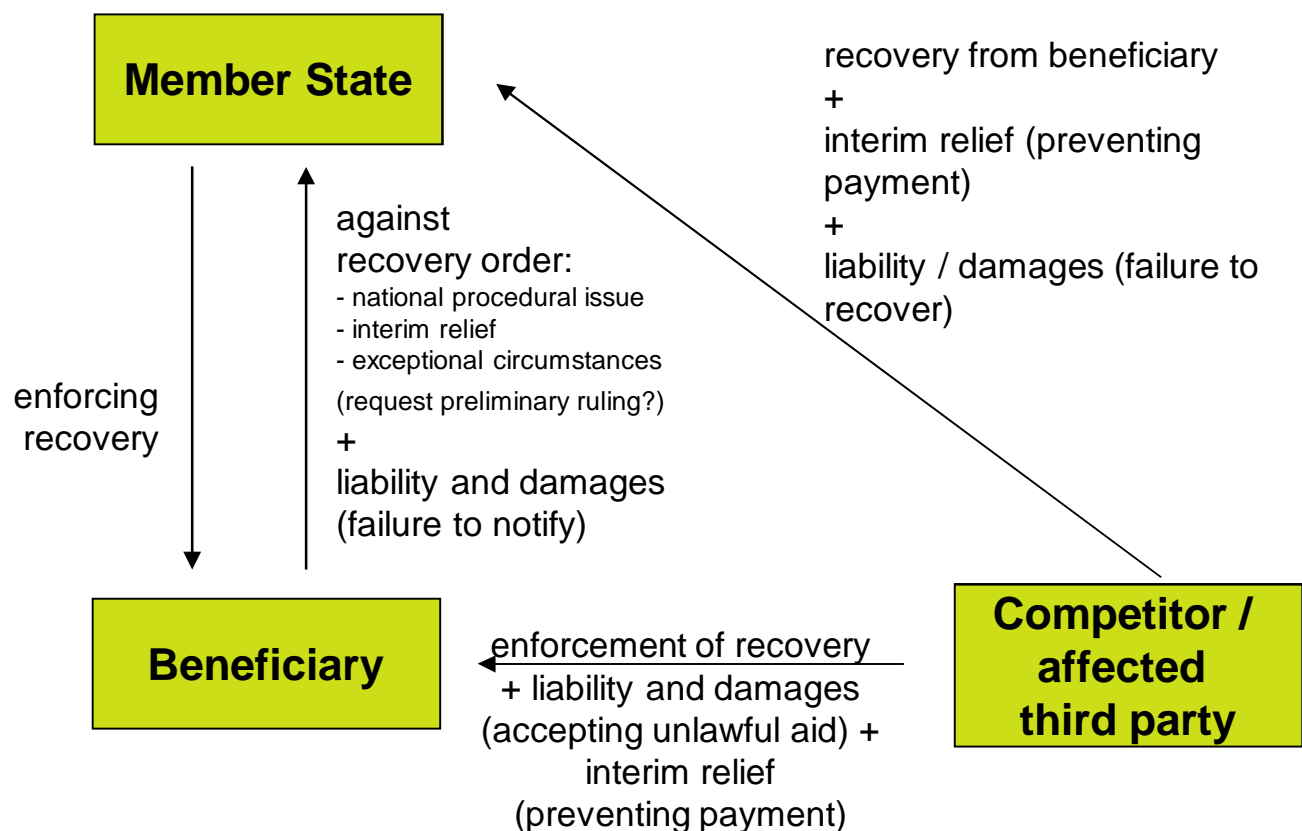 Member State
recovery from beneficiary
+
interim relief (preventing
payment)
+
liability / damages (failure to
recover)
against
recovery order:
- national procedural issue
- interim relief
- exceptional circumstances
(request preliminary ruling?)
+
liability and damages
(failure to notify)
enforcing
recovery
Beneficiary
enforcement of recovery
+ liability and damages
(accepting unlawful aid) +
interim relief
(preventing payment)
Competitor /
affected
third party